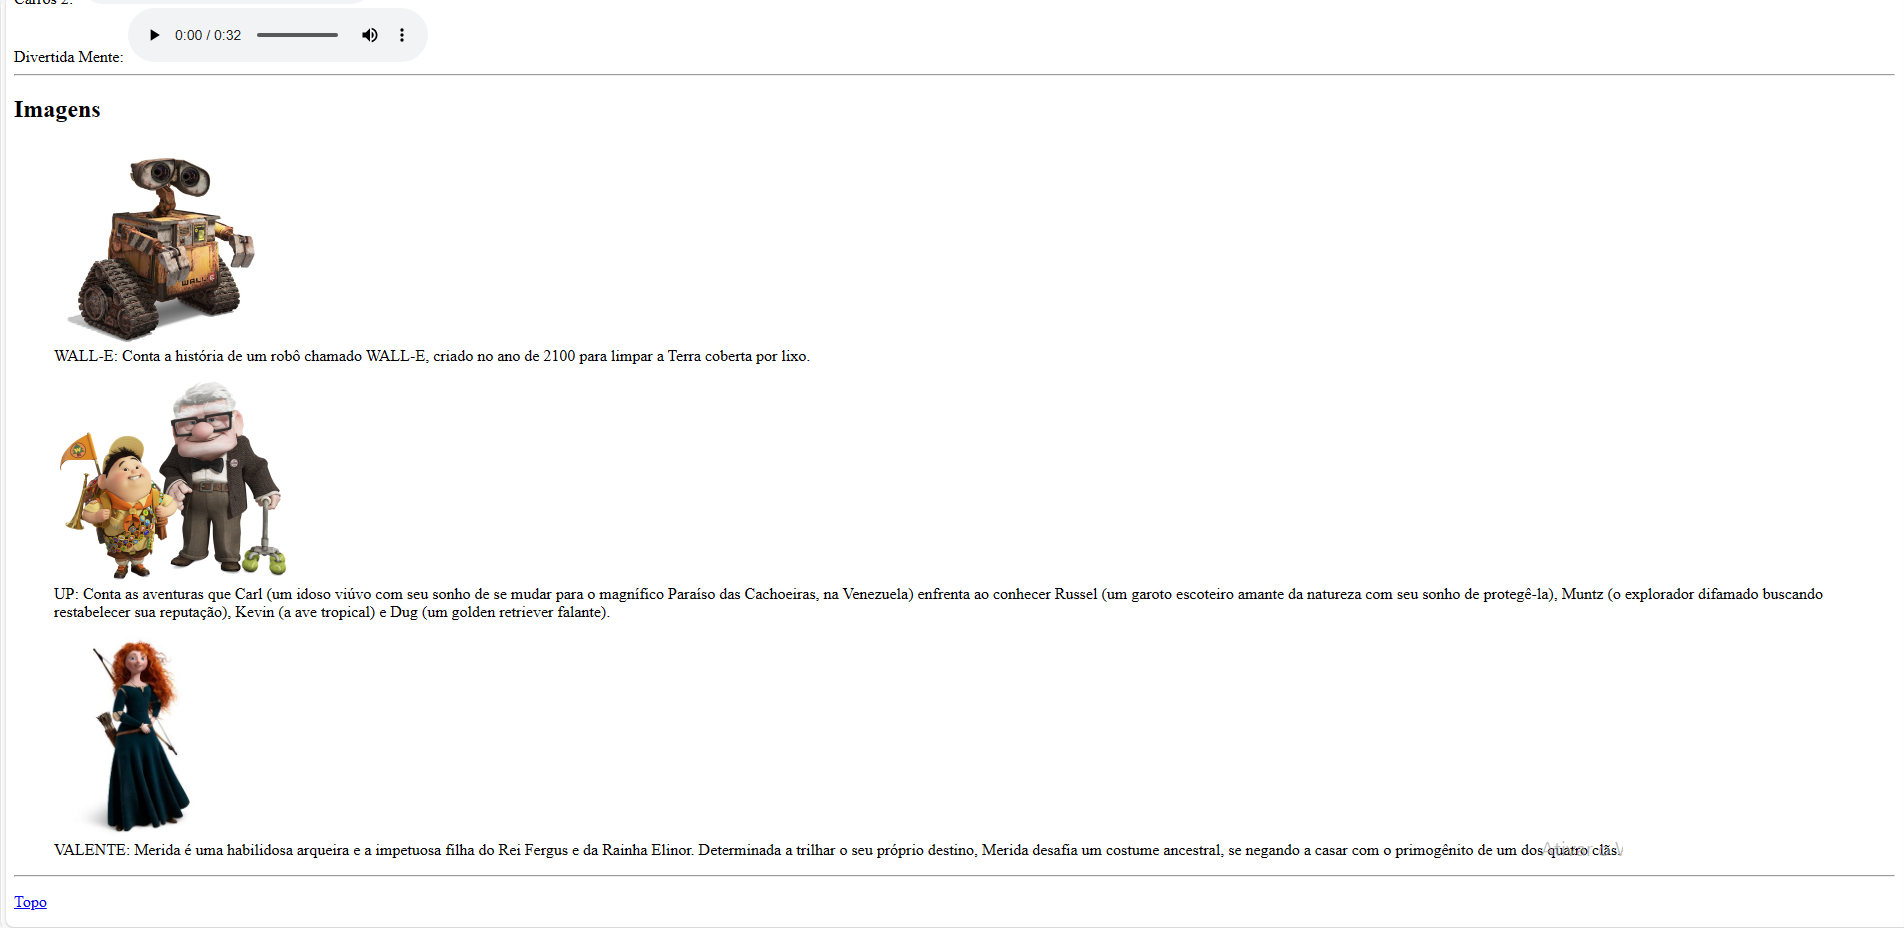 Carros 2:
0:00 / 0:32
Divertida Mente:
Imagens
WALL-E
WALL-E: Conta a história de um robô chamado WALL-E, criado no ano de 2100 para limpar a Terra coberta por lixo.
UP: Conta as aventuras que Carl (um idoso viúvo com seu sonho de se mudar para o magnífico Paraíso das Cachoeiras, na Venezuela) enfrenta ao conhecer Russel (um garoto escoteiro amante da natureza com seu sonho de protegê-la), Muntz (o explorador difamado buscando
restabelecer sua reputação), Kevin (a ave tropical) e Dug (um golden retriever falante).
VALENTE: Merida é uma habilidosa arqueira e a impetuosa filha do Rei Fergus e da Rainha Elinor. Determinada a trilhar o seu próprio destino, Merida desafia um costume ancestral, se negando a casar com o primogênito de um dos quatro clãs.
Ativar o
Topo